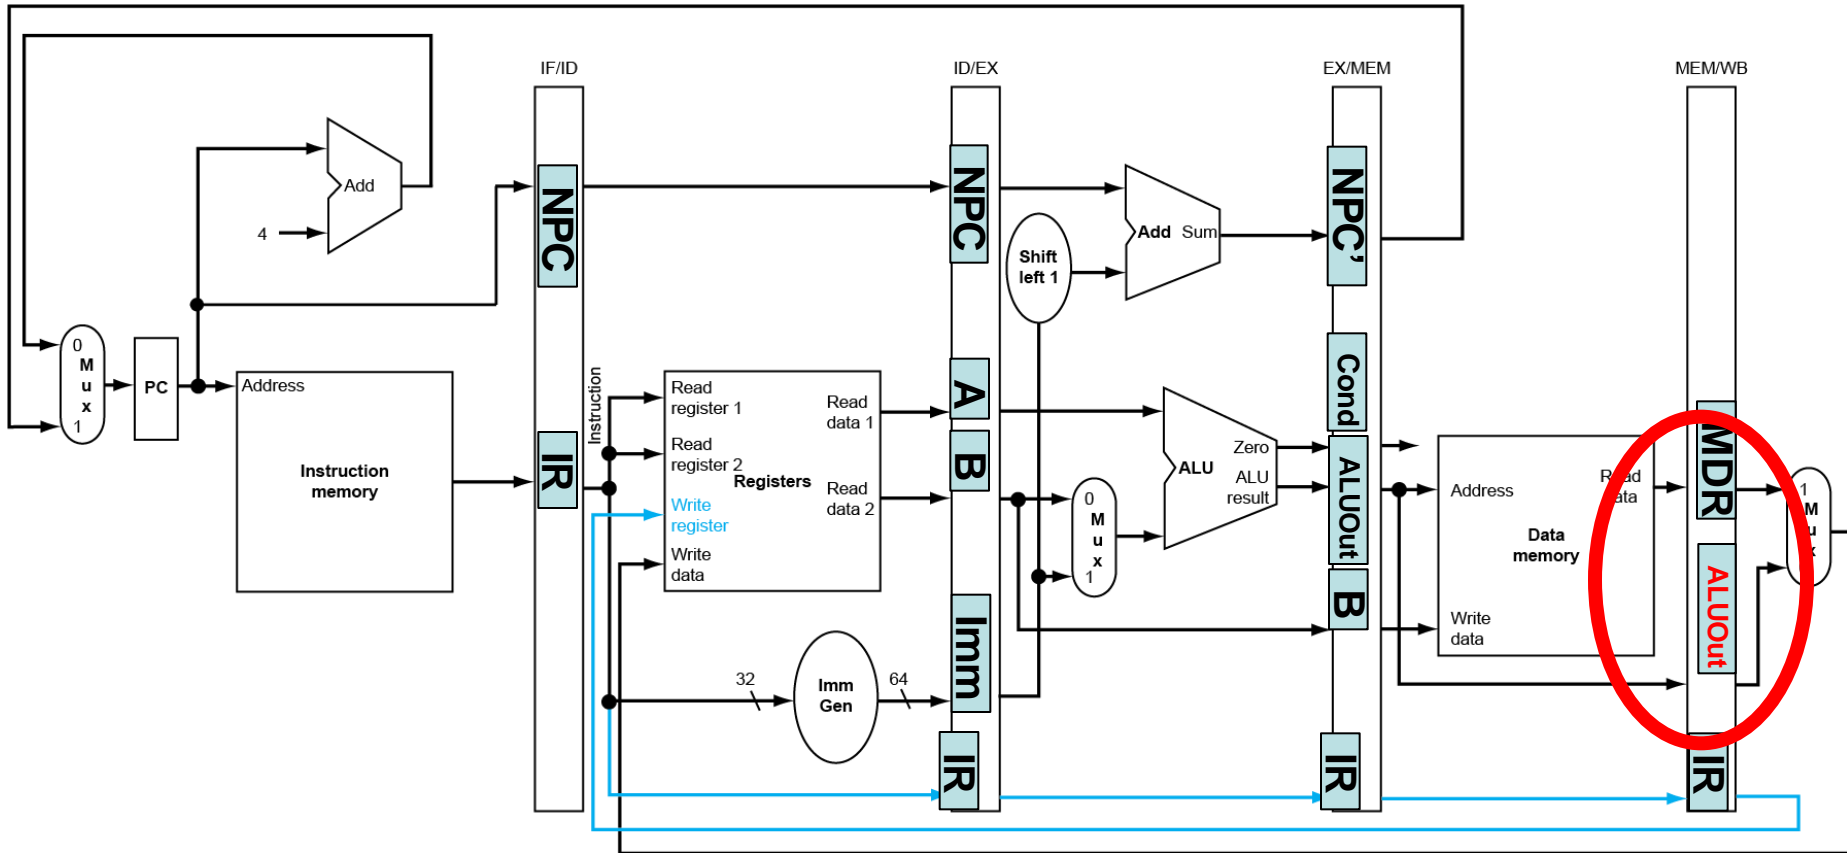 IF/ID
ID/EX
EX/MEM
MEM/WB
NPC
NPC
NPC’
Add
4
Add Sum
Shift
left 1
0
M
u
x
1
PC
Address
Instruction
memory
IR
Instruction
Read
register 1
Read
register 2
Write
register
Write
data
Registers
Read
data 1
Read
data 2
A
B
Imm
IR
32
Imm
Gen
64
0
M
u
x
1
ALU
Zero
ALU
result
Cond
ALUOut
B
IR
Address
Write
data
Data
memory
Read
data
MDR
ALUOut
IR
1
M
u
x